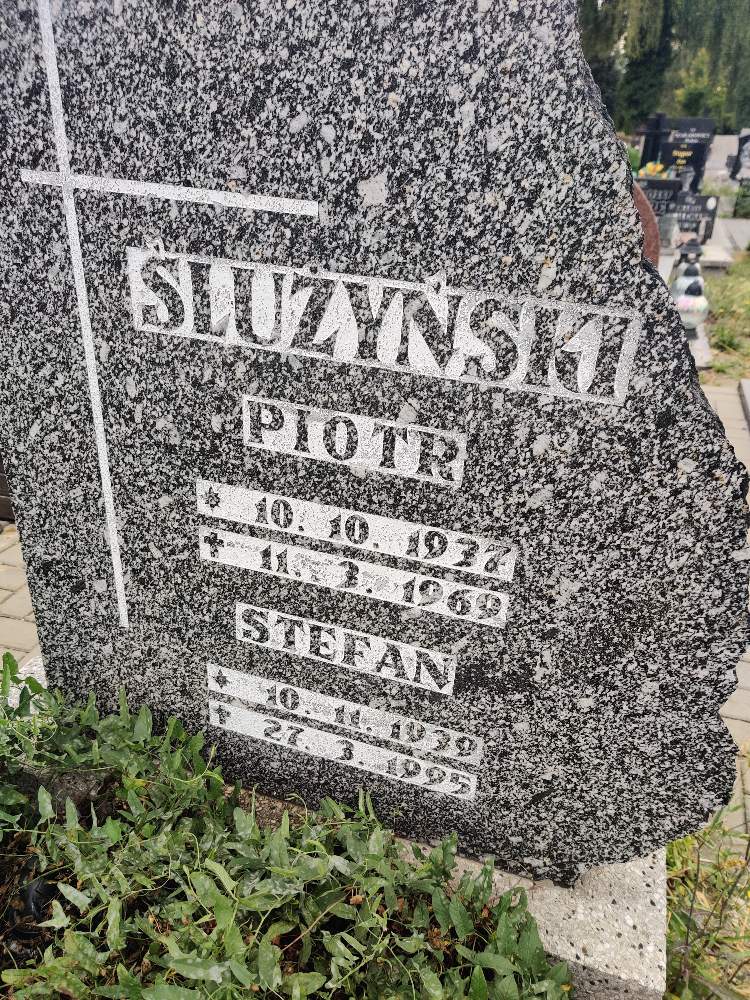 ŚLUŻYŃSKI
PIOTR
* 10. 10. 1937
✝ 11. 3. 1969
STEFAN
* 10. 11. 1939
✝ 27. 3. 1995